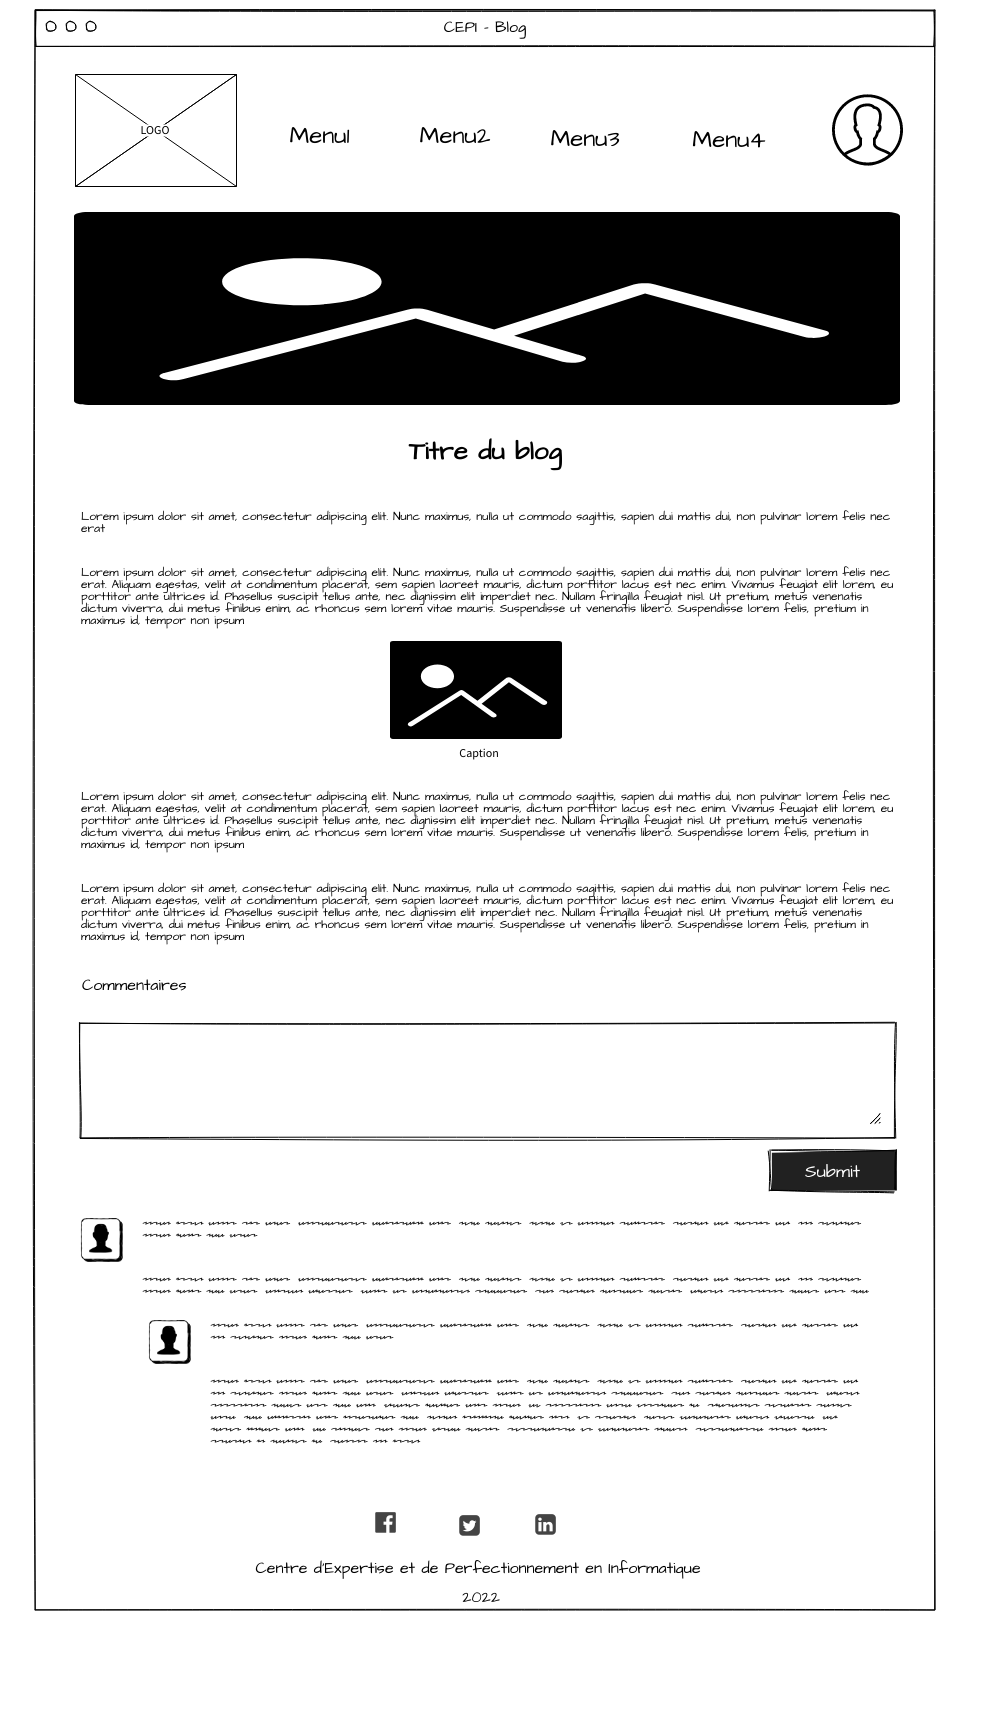 CEPI - Blog
LOGO
Menu1
Menu2
Menu3
Menu4
Titre du blog
Lorem ipsum dolor sit amet, consectetur adipiscing elit. Nunc maximus, nulla ut commodo sagittis, sapien dui mattis dui, non pulvinar lorem felis nec
erat
Lorem ipsum dolor sit amet, consectetur adipiscing elit. Nunc maximus, nulla ut commodo sagittis, sapien dui mattis dui, non pulvinar lorem felis nec
erat. Aliquam egestas, velit at condimentum placerat, sem sapien laoreet mauris, dictum porttitor lacus est nec enim. Vivamus feugiat elit lorem, eu
porttitor ante ultrices id. Phasellus suscipit tellus ante, nec dignissim elit imperdiet nec. Nullam fringilla feugiat nisl. Ut pretium, metus venenatis
dictum viverra, dui metus finibus enim, ac rhoncus sem lorem vitae mauris. Suspendisse ut venenatis libero. Suspendisse lorem felis, pretium in
maximus id, tempor non ipsum
Caption
Lorem ipsum dolor sit amet, consectetur adipiscing elit. Nunc maximus, nulla ut commodo sagittis, sapien dui mattis dui, non pulvinar lorem felis nec
erat. Aliquam egestas, velit at condimentum placerat, sem sapien laoreet mauris, dictum porttitor lacus est nec enim. Vivamus feugiat elit lorem, eu
porttitor ante ultrices id. Phasellus suscipit tellus ante, nec dignissim elit imperdiet nec. Nullam fringilla feugiat nisl. Ut pretium, metus venenatis
dictum viverra, dui metus finibus enim, ac rhoncus sem lorem vitae mauris. Suspendisse ut venenatis libero. Suspendisse lorem felis, pretium in
maximus id, tempor non ipsum
Lorem ipsum dolor sit amet, consectetur adipiscing elit. Nunc maximus, nulla ut commodo sagittis, sapien dui mattis dui, non pulvinar lorem felis nec
erat. Aliquam egestas, velit at condimentum placerat, sem sapien laoreet mauris, dictum porttitor lacus est nec enim. Vivamus feugiat elit lorem, eu
porttitor ante ultrices id. Phasellus suscipit tellus ante, nec dignissim elit imperdiet nec. Nullam fringilla feugiat nisl. Ut pretium, metus venenatis
dictum viverra, dui metus finibus enim, ac rhoncus sem lorem vitae mauris. Suspendisse ut venenatis libero. Suspendisse lorem felis, pretium in
maximus id, tempor non ipsum
Commentaires
Submit
Centre d'Expertise et de Perfectionnement en Informatique
2022